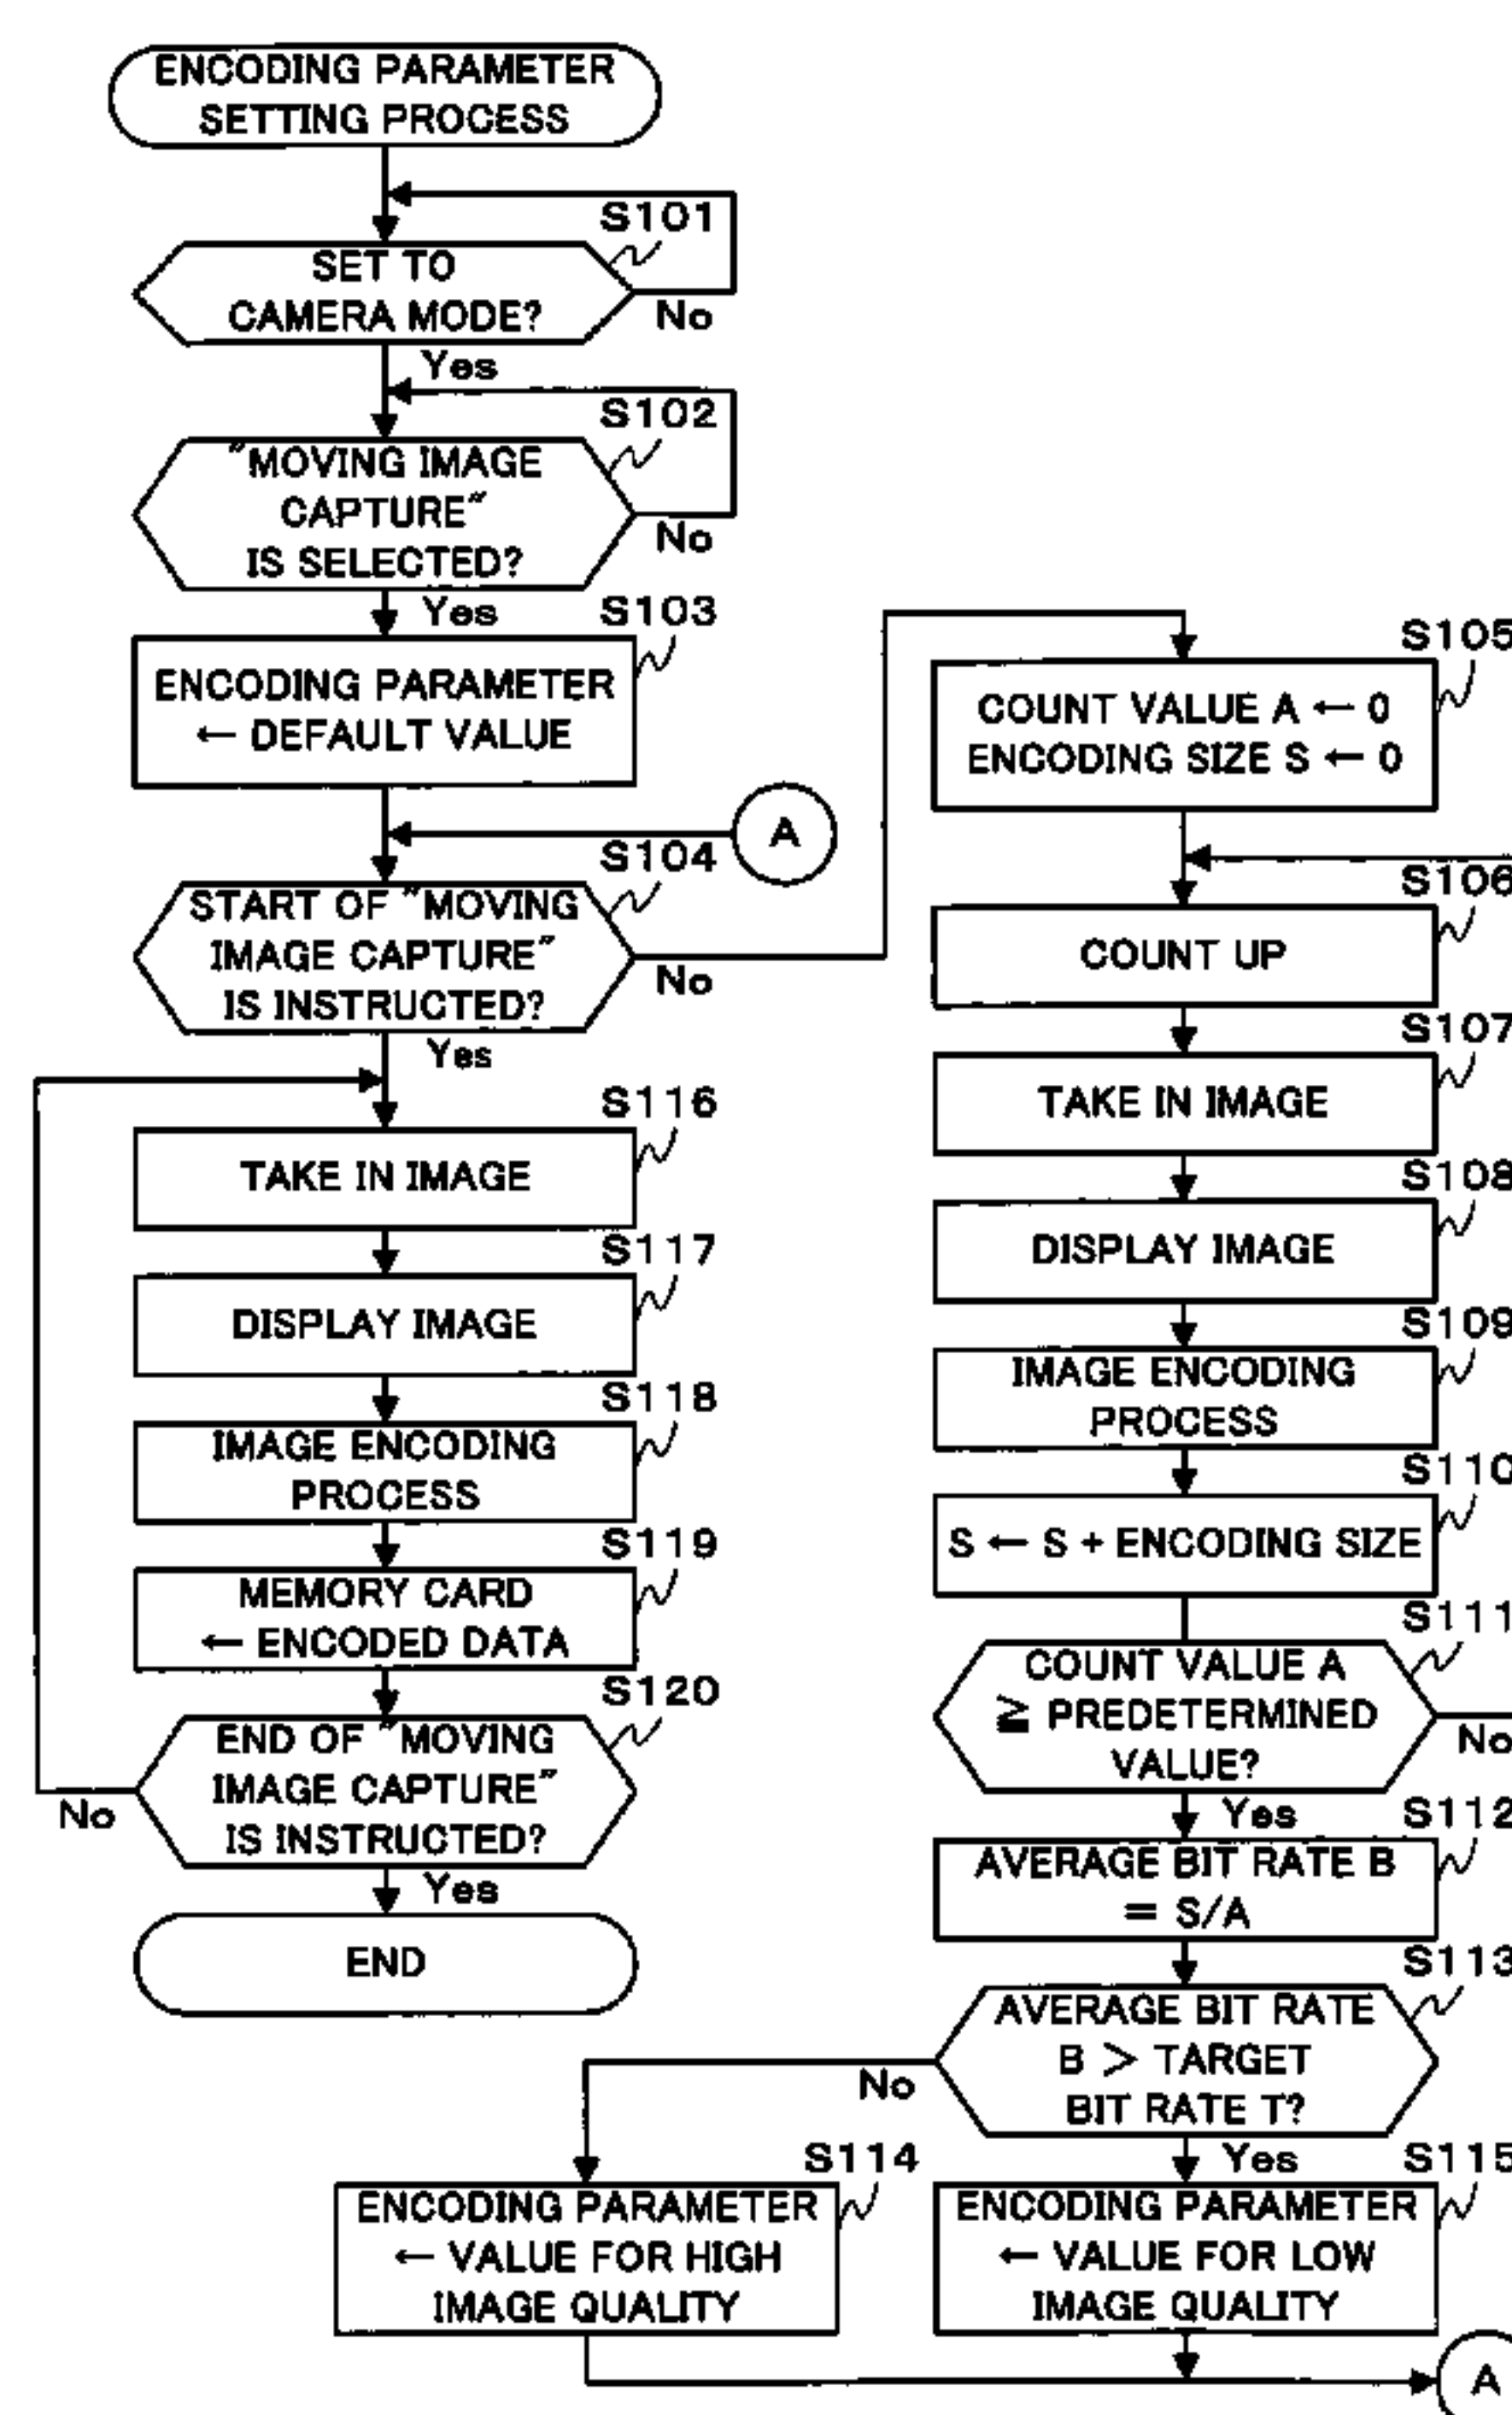 ENCODING PARAMETER
SETTING PROCESS
S101
SET TO
CAMERA MODE?
No
Yes
S102
"MOVING IMAGE
CAPTURE"
IS SELECTED?
No
Yes
S103
ENCODING PARAMETER
← DEFAULT VALUE
A
S104
START OF "MOVING
IMAGE CAPTURE"
IS INSTRUCTED?
No
Yes
S116
TAKE IN IMAGE
S117
DISPLAY IMAGE
S118
IMAGE ENCODING
PROCESS
S119
MEMORY CARD
← ENCODED DATA
S120
END OF "MOVING
IMAGE CAPTURE"
IS INSTRUCTED?
No
Yes
END
S105
COUNT VALUE A ← 0
ENCODING SIZE S ← 0
S106
COUNT UP
S107
TAKE IN IMAGE
S108
DISPLAY IMAGE
S109
IMAGE ENCODING
PROCESS
S110
S ← S + ENCODING SIZE
S111
COUNT VALUE A
≧ PREDETERMINED
VALUE?
No
Yes
S112
AVERAGE BIT RATE B
= S/A
S113
AVERAGE BIT RATE
B > TARGET
BIT RATE T?
No
Yes
S114
ENCODING PARAMETER
← VALUE FOR HIGH
IMAGE QUALITY
S115
ENCODING PARAMETER
← VALUE FOR LOW
IMAGE QUALITY
A